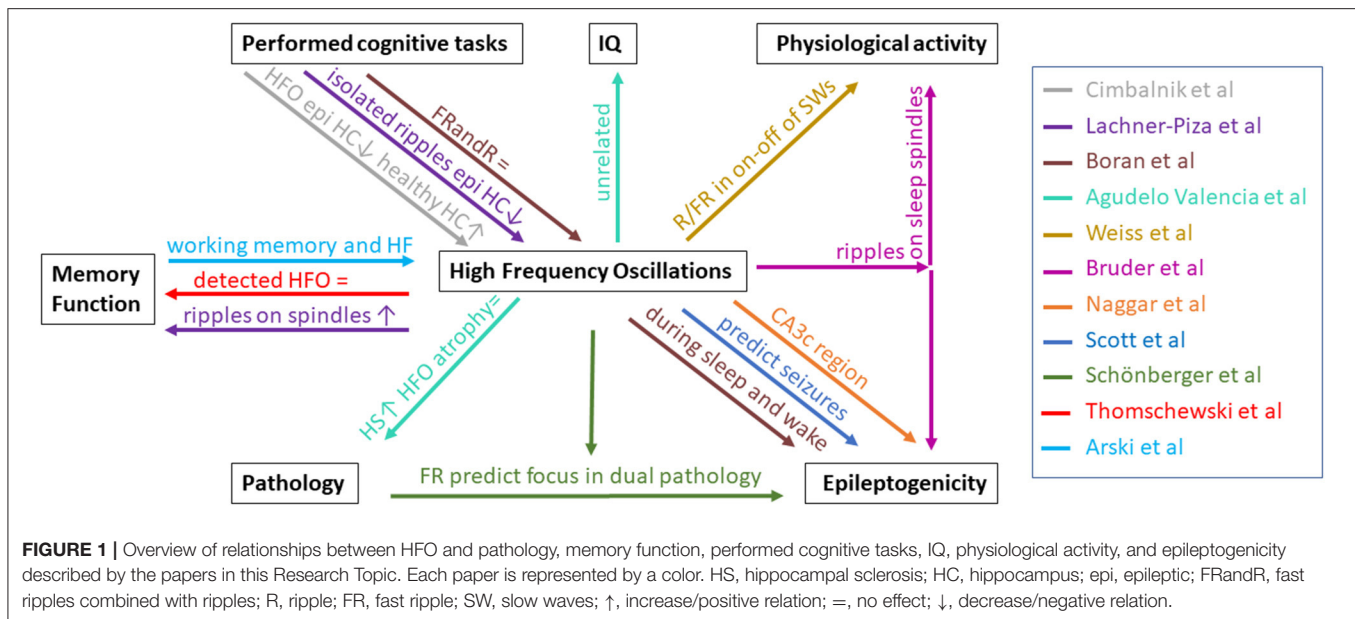 Performed cognitive tasks
IQ
Physiological activity
HFO epi HC↓ healthy HC↑
isolated ripples epi HC↓
FRandR =
unrelated
R/FR in on-off of SWs
ripples on sleep spindles
working memory and HF
Memory
Function
detected HFO =
ripples on spindles ↑
High Frequency Oscillations
HS↑ HFO atrophy=
during sleep and wake
predict seizures
CA3c region
Pathology
FR predict focus in dual pathology
Epileptogenicity
Cimbalnik et al
Lachner-Piza et al
Boran et al
Agudelo Valencia et al
Weiss et al
Bruder et al
Naggar et al
Scott et al
Schönberger et al
Thomschewski et al
Arski et al
FIGURE 1 | Overview of relationships between HFO and pathology, memory function, performed cognitive tasks, IQ, physiological activity, and epileptogenicity
described by the papers in this Research Topic. Each paper is represented by a color. HS, hippocampal sclerosis; HC, hippocampus; epi, epileptic; FRandR, fast
ripples combined with ripples; R, ripple; FR, fast ripple; SW, slow waves; ↑, increase/positive relation; =, no effect; ↓, decrease/negative relation.